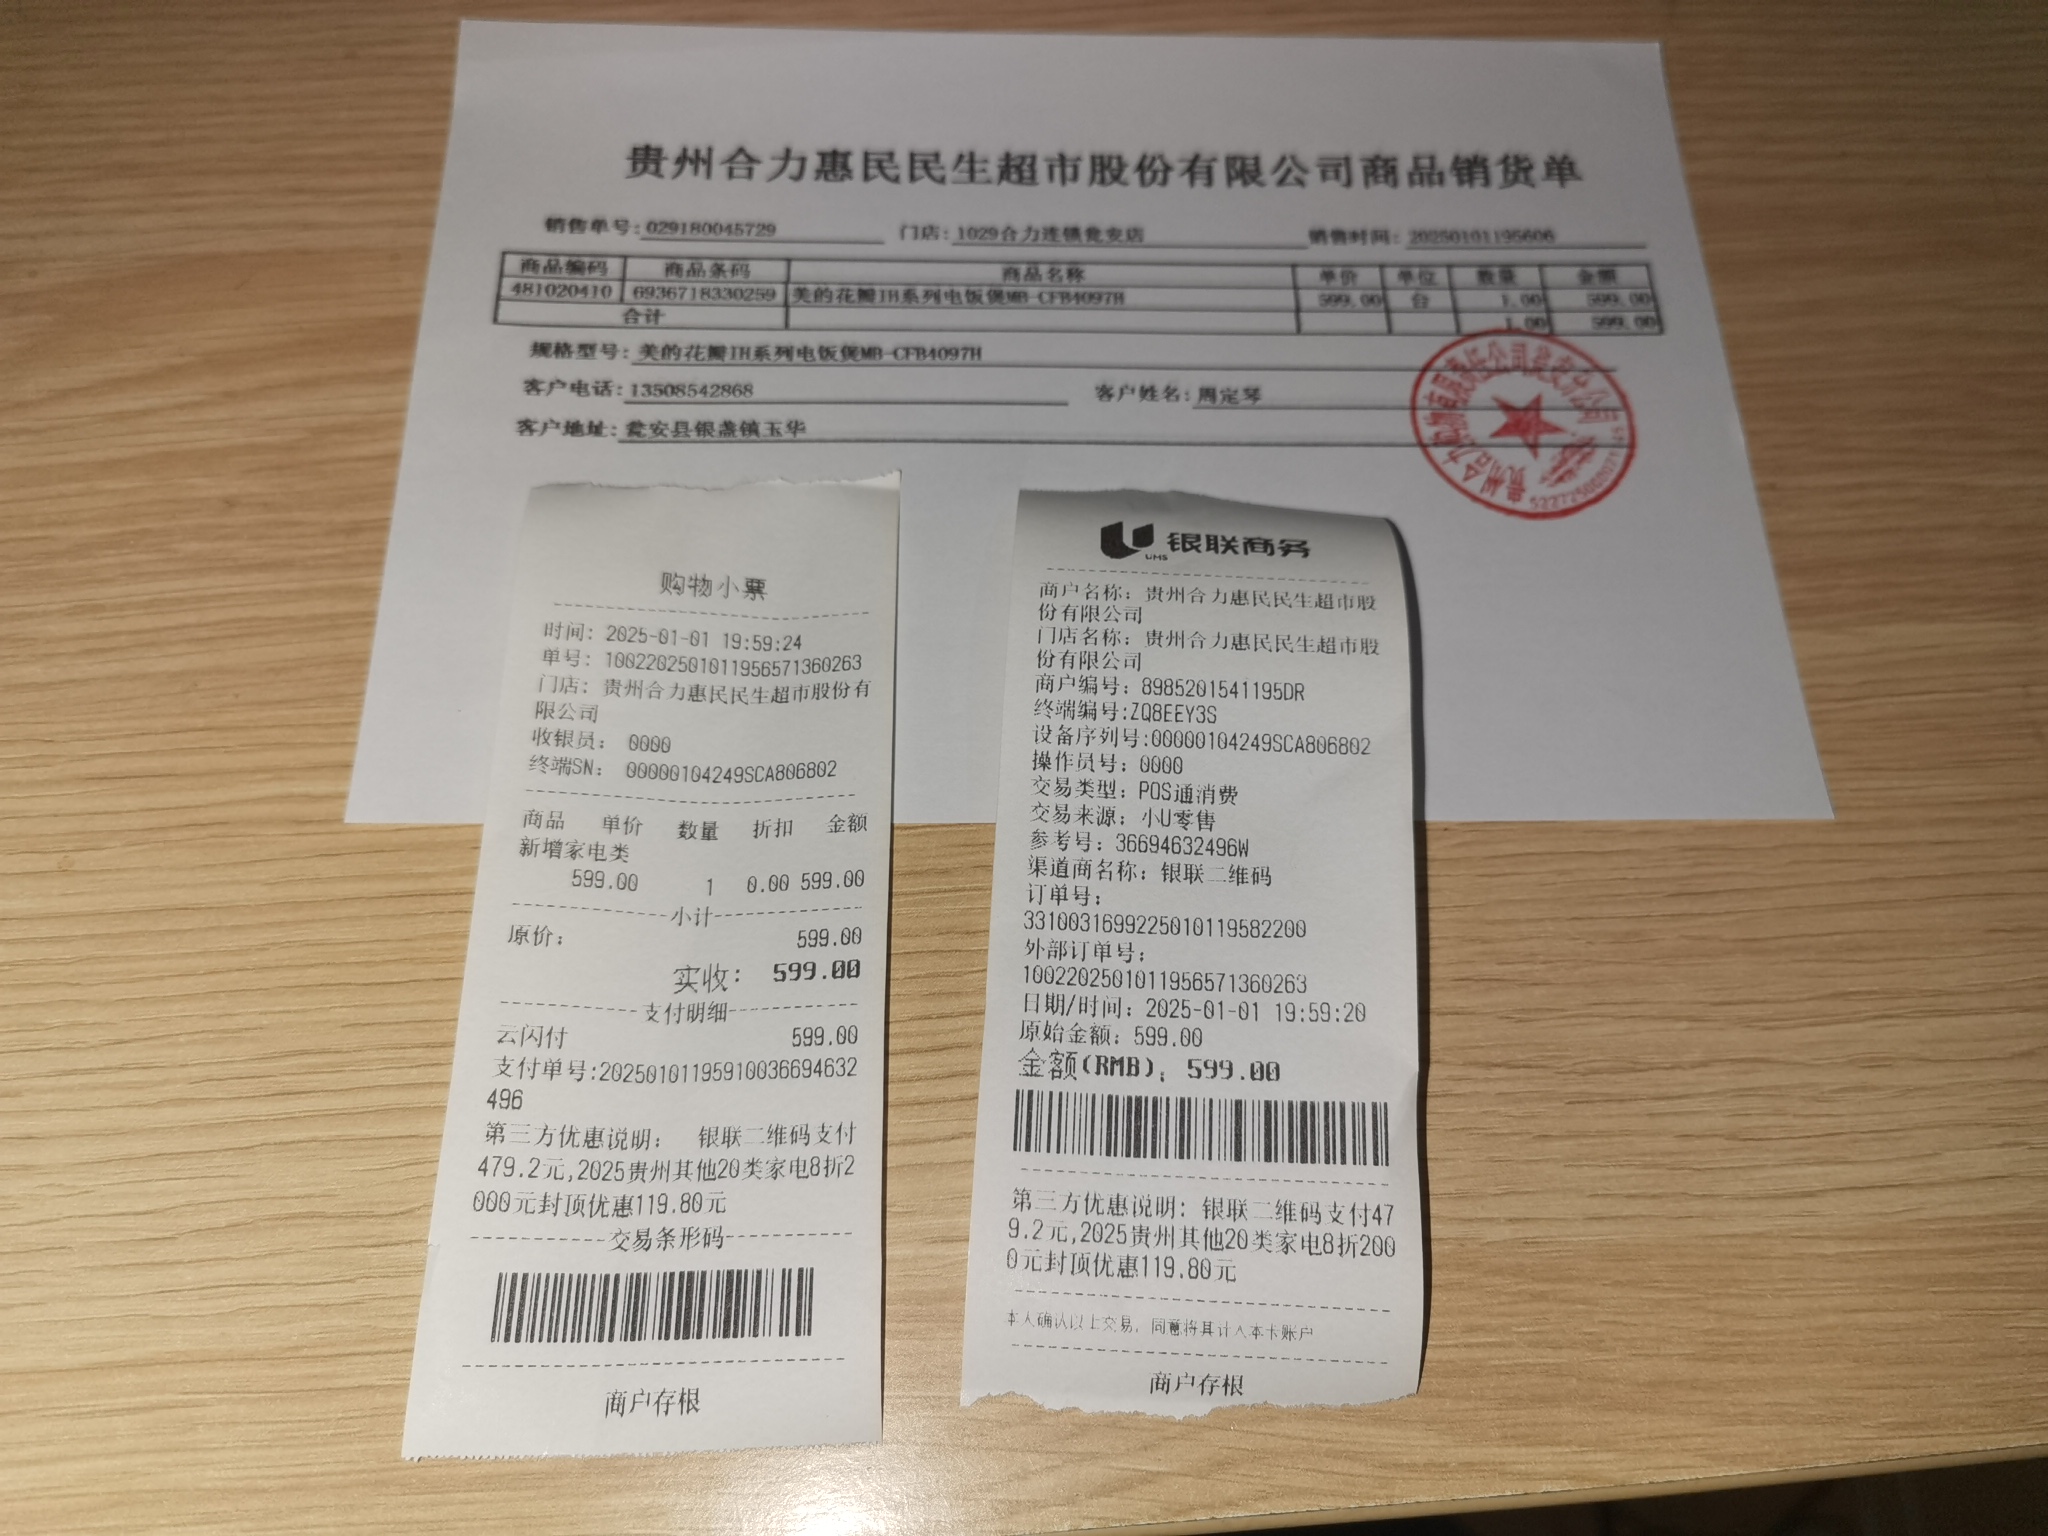 贵州合力惠民民生超市股份有限公司商品销货单
销售单号: 029180045729 门店: 1029合力连锁瓮安店 销售时间: 20250101195606
商品编码 商品条码 商品名称 单价 单位 数量 金额
481020410 6936718330259 美的花瓣IH系列电饭煲MB-CFB4097H 599.00 台 1.00 599.00
合计 1.00 599.00
规格型号: 美的花瓣IH系列电饭煲MB-CFB4097H
客户电话: 13508542868 客户姓名: 周定琴
客户地址: 瓮安县银盏镇玉华
贵州合力购物有限责任公司瓮安分公司
购物小票
时间: 2025-01-01 19:59:24
单号: 10022025010119565713602​63
门店: 贵州合力惠民民生超市股份有
限公司
收银员: 0000
终端SN: 00000104249SCA806802
商品 单价 数量 折扣 金额
新增家电类
599.00 1 0.00 599.00
小计
原价: 599.00
实收: 599.00
支付明细
云闪付 599.00
支付单号:202501011959100366​94632
496
第三方优惠说明: 银联二维码支付
479.2元,2025贵州其他20类家电8折2
000元封顶优惠119.80元
交易条形码
商户存根
UMS 银联商务
商户名称: 贵州合力惠民民生超市股
份有限公司
门店名称: 贵州合力惠民民生超市股
份有限公司
商户编号: 8985201541195DR
终端编号:ZQ8EEY3S
设备序列号:00000104249SCA806802
操作员号: 0000
交易类型: POS通消费
交易来源: 小U零售
参考号: 36694632496W
渠道商名称: 银联二维码
订单号:
33100316992250101195822​00
外部订单号:
10022025010119565713602​63
日期/时间: 2025-01-01 19:59:20
原始金额: 599.00
金额(RMB): 599.00
第三方优惠说明: 银联二维码支付47
9.2元,2025贵州其他20类家电8折200
0元封顶优惠119.80元
本人确认以上交易, 同意将其计入本卡账户
商户存根